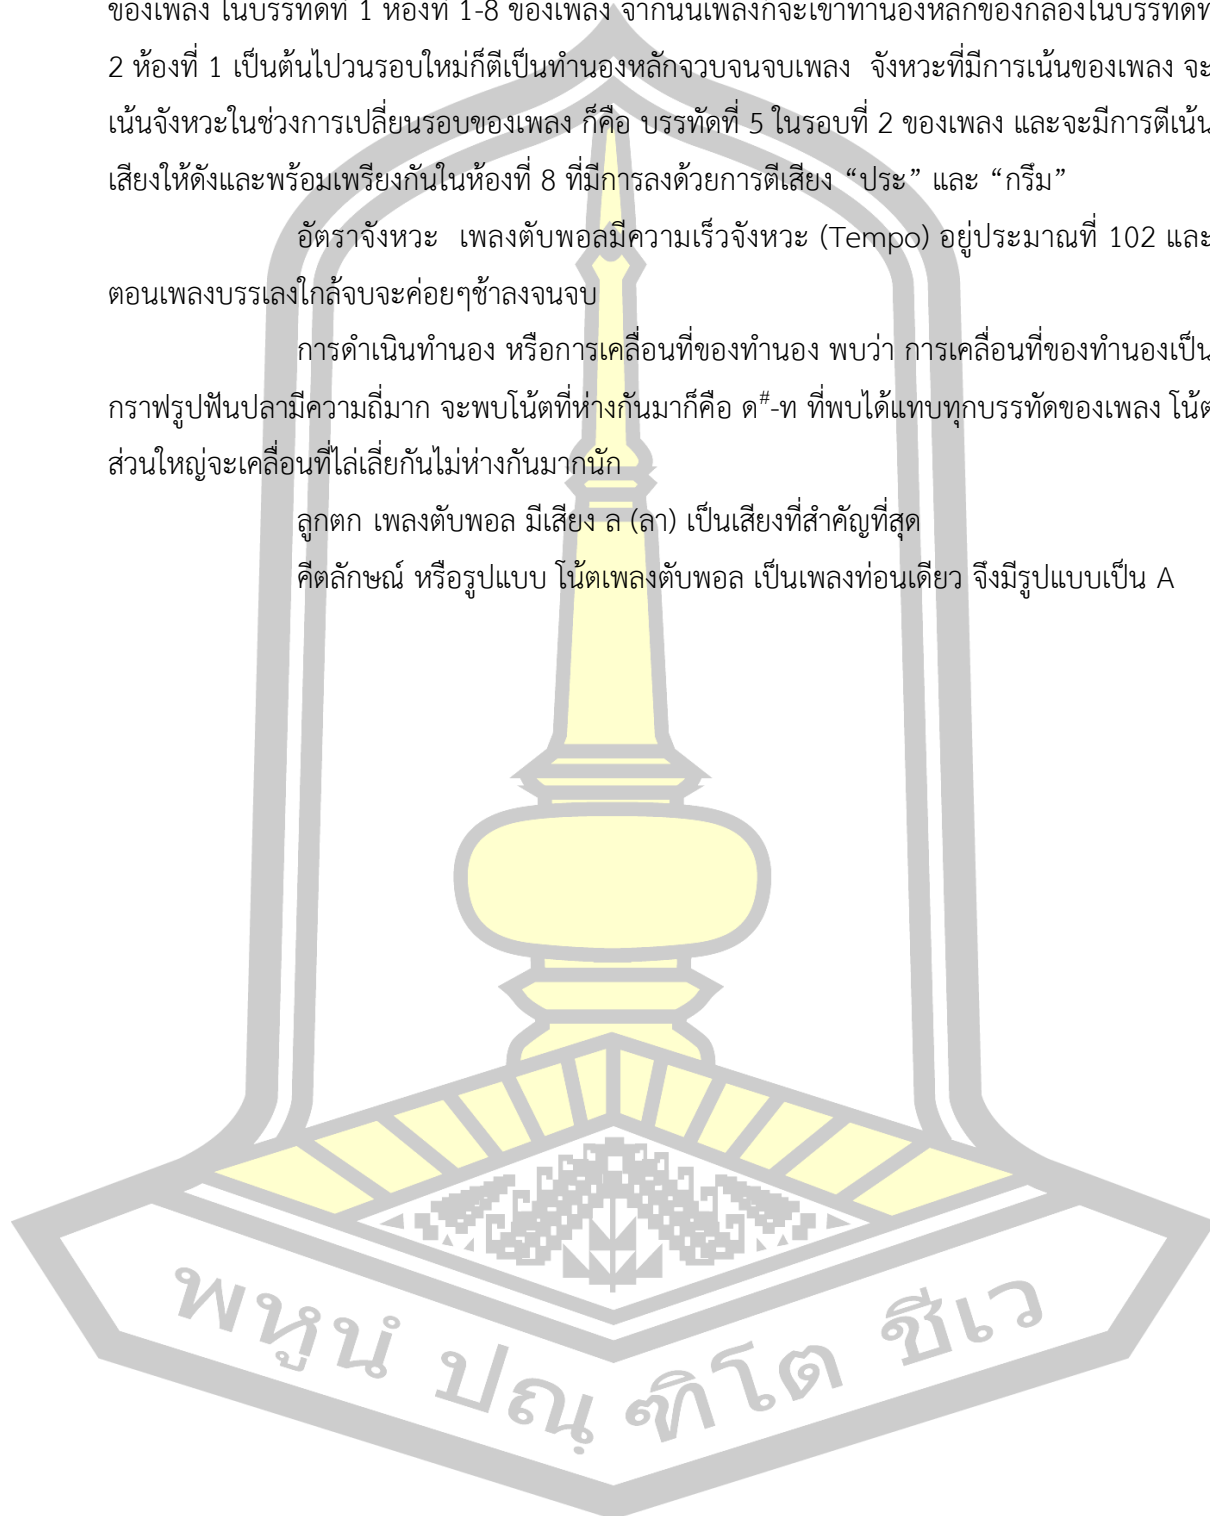 ของเพลง ในบรรทัดที่ 1 ห้องที่ 1-8 ของเพลง จากนั้นเพลงก็จะเข้าทำนองหลักของกลองในบรรทัดที่
2 ห้องที่ 1 เป็นต้นไปวนรอบใหม่ก็ตีเป็นทำนองหลักจวบจนจบเพลง จังหวะที่มีการเน้นของเพลง จะ
เน้นจังหวะในช่วงการเปลี่ยนรอบของเพลง ก็คือ บรรทัดที่ 5 ในรอบที่ 2 ของเพลง และจะมีการตีเน้น
เสียงให้ดังและพร้อมเพรียงกันในห้องที่ 8 ที่มีการลงด้วยการตีเสียง “ประ” และ “กรึม”
อัตราจังหวะ เพลงตับพอลมีความเร็วจังหวะ (Tempo) อยู่ประมาณที่ 102 และ
ตอนเพลงบรรเลงใกล้จบจะค่อยๆช้าลงจนจบ
การดำเนินทำนอง หรือการเคลื่อนที่ของทำนอง พบว่า การเคลื่อนที่ของทำนองเป็น
กราฟรูปฟันปลามีความถี่มาก จะพบโน้ตที่ห่างกันมาก็คือ ด#-ท ที่พบได้แทบทุกบรรทัดของเพลง โน้ต
ส่วนใหญ่จะเคลื่อนที่ไล่เลี่ยกันไม่ห่างกันมากนัก
ลูกตก เพลงตับพอล มีเสียง ล (ลา) เป็นเสียงที่สำคัญที่สุด
คีตลักษณ์ หรือรูปแบบ โน้ตเพลงตับพอล เป็นเพลงท่อนเดียว จึงมีรูปแบบเป็น A
พหูนํ ปณฺ ฑิโต ชีเว